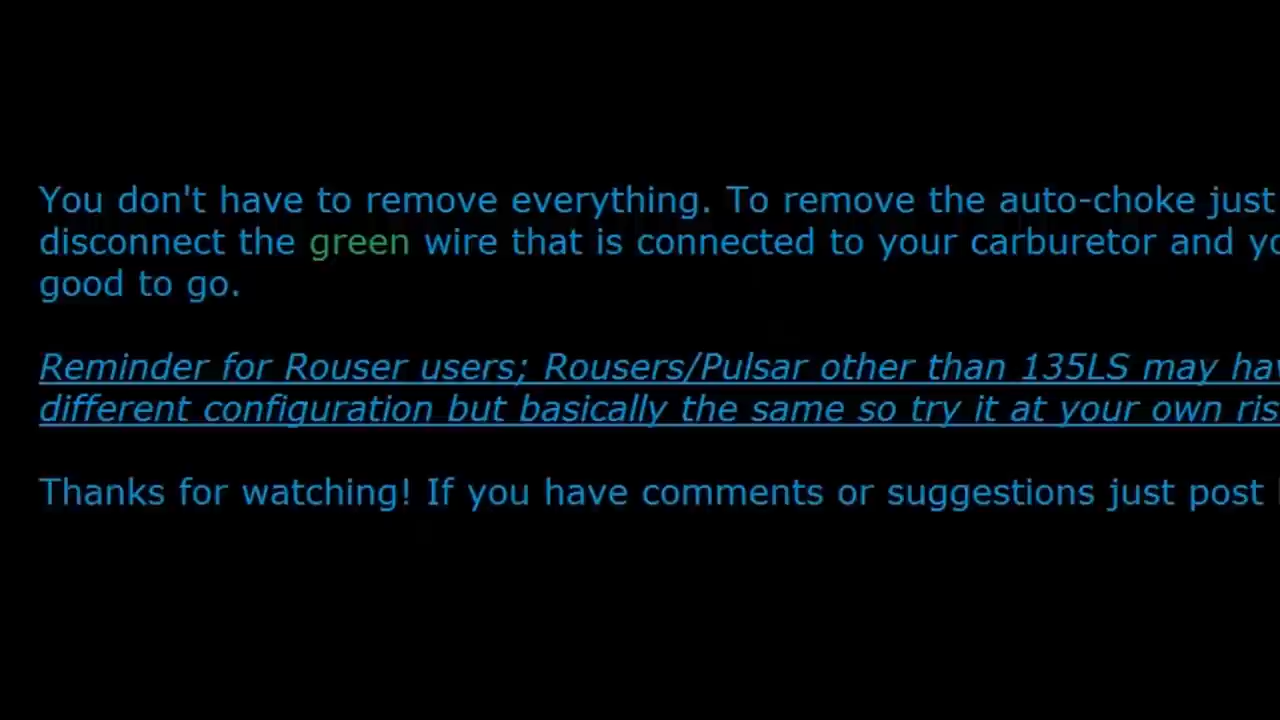 You don't have to remove everything. To remove the auto-choke just
disconnect the green wire that is connected to your carburetor and
good to go.
Reminder for Rouser users; Rousers/Pulsar other than 135LS may
different configuration but basically the same so try it at your own
Thanks for watching! If you have comments or suggestions just post